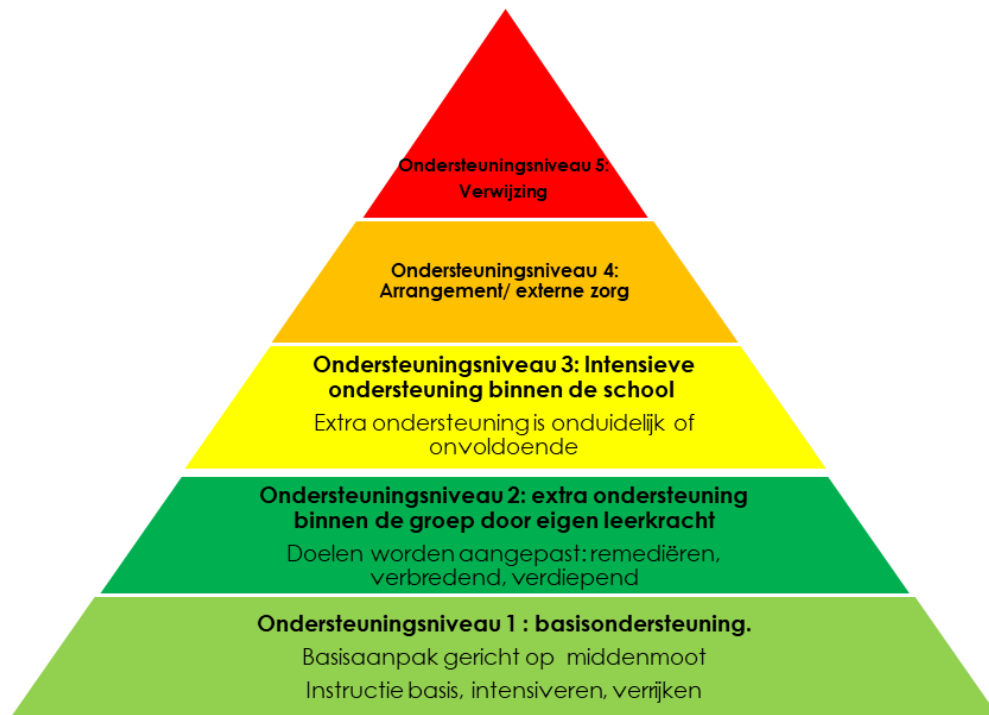 Ondersteuningsniveau 5:
Verwijzing
Ondersteuningsniveau 4:
Arrangement/ externe zorg
Ondersteuningsniveau 3: Intensieve
ondersteuning binnen de school
Extra ondersteuning is onduidelijk of
onvoldoende
Ondersteuningsniveau 2: extra ondersteuning
binnen de groep door eigen leerkracht
Doelen worden aangepast: remediëren,
verbredend, verdiepend
Ondersteuningsniveau 1 : basisondersteuning.
Basisaanpak gericht op middenmoot
Instructie basis, intensiveren, verrijken